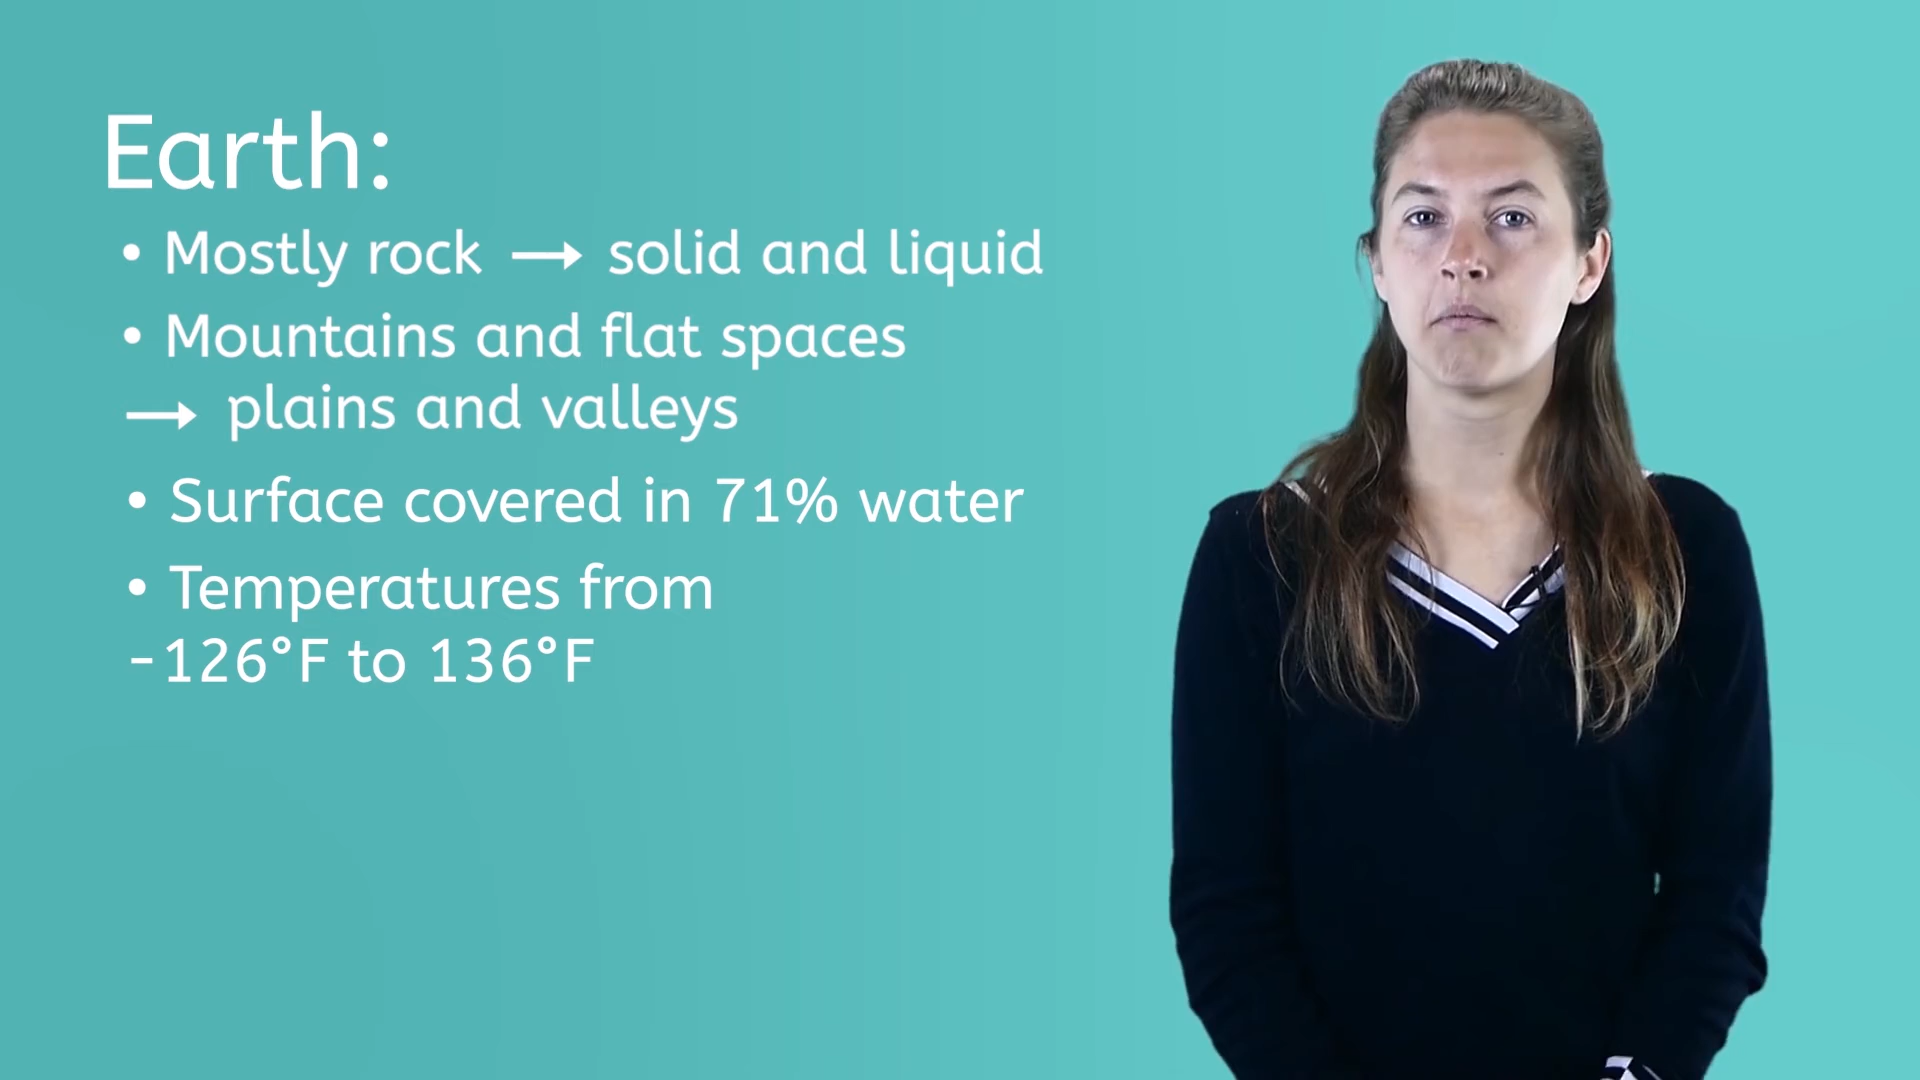 Earth:
• Mostly rock → solid and liquid
• Mountains and flat spaces
→ plains and valleys
• Surface covered in 71% water
• Temperatures from
-126°F to 136°F